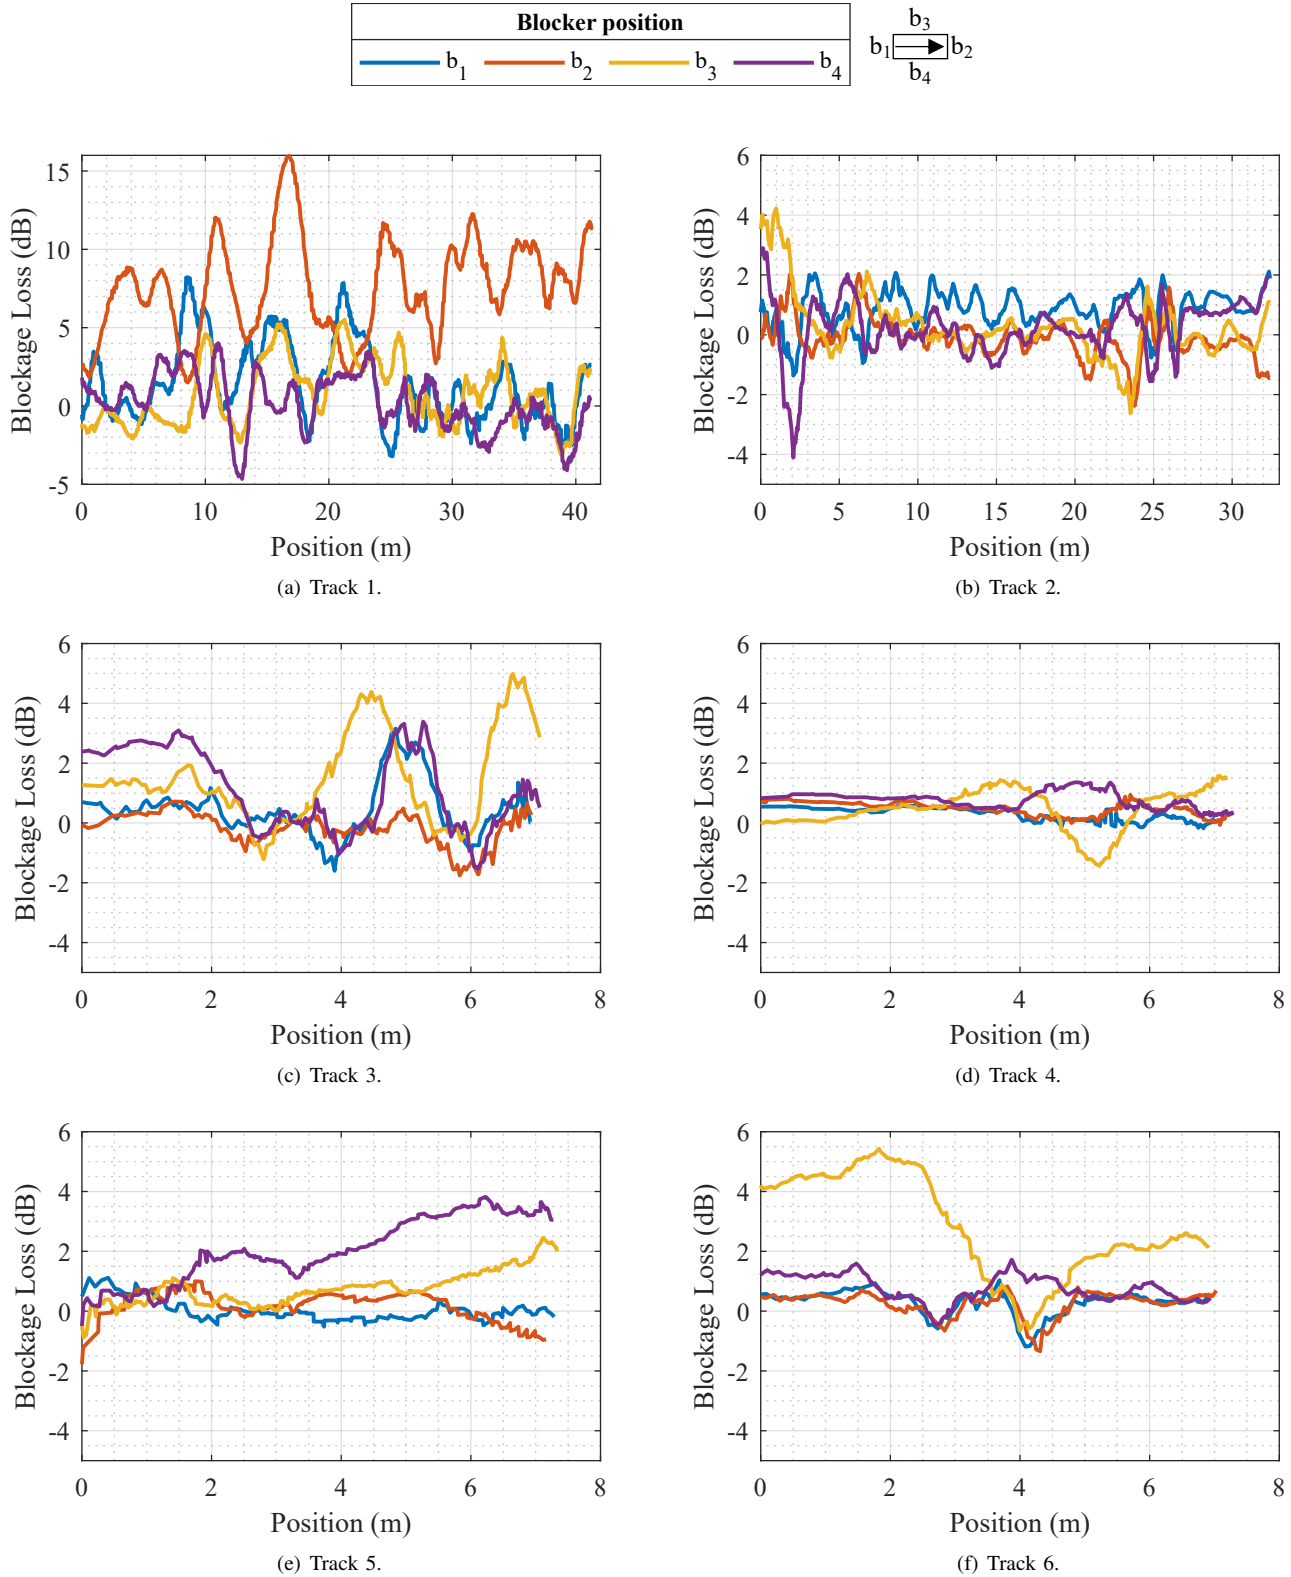 Blocker position
b1 b2 b3 b4
b3
b1 b2
b4
15
10
5
0
-5
Blockage Loss (dB)
0 10 20 30 40
Position (m)
(a) Track 1.
6
4
2
0
-2
-4
Blockage Loss (dB)
0 5 10 15 20 25 30
Position (m)
(b) Track 2.
6
4
2
0
-2
-4
Blockage Loss (dB)
0 2 4 6 8
Position (m)
(c) Track 3.
6
4
2
0
-2
-4
Blockage Loss (dB)
0 2 4 6 8
Position (m)
(d) Track 4.
6
4
2
0
-2
-4
Blockage Loss (dB)
0 2 4 6 8
Position (m)
(e) Track 5.
6
4
2
0
-2
-4
Blockage Loss (dB)
0 2 4 6 8
Position (m)
(f) Track 6.